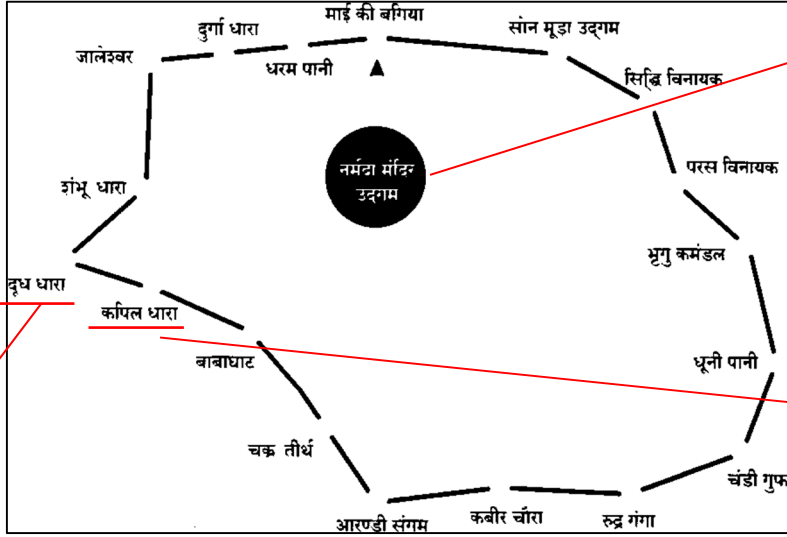 माई की बगिया
दुर्गा धारा
सोन मूड़ा उद्गम
जालेश्वर
धरम पानी
सिद्धि विनायक
नर्मदा मंदिर
उद्गम
परस विनायक
शंभू धारा
भृगु कमंडल
दूध धारा
कपिल धारा
बाबाघाट
धूनी पानी
चक्र तीर्थ
चंडी गुफ
आरण्डी संगम
कबीर चौरा
रुद्र गंगा